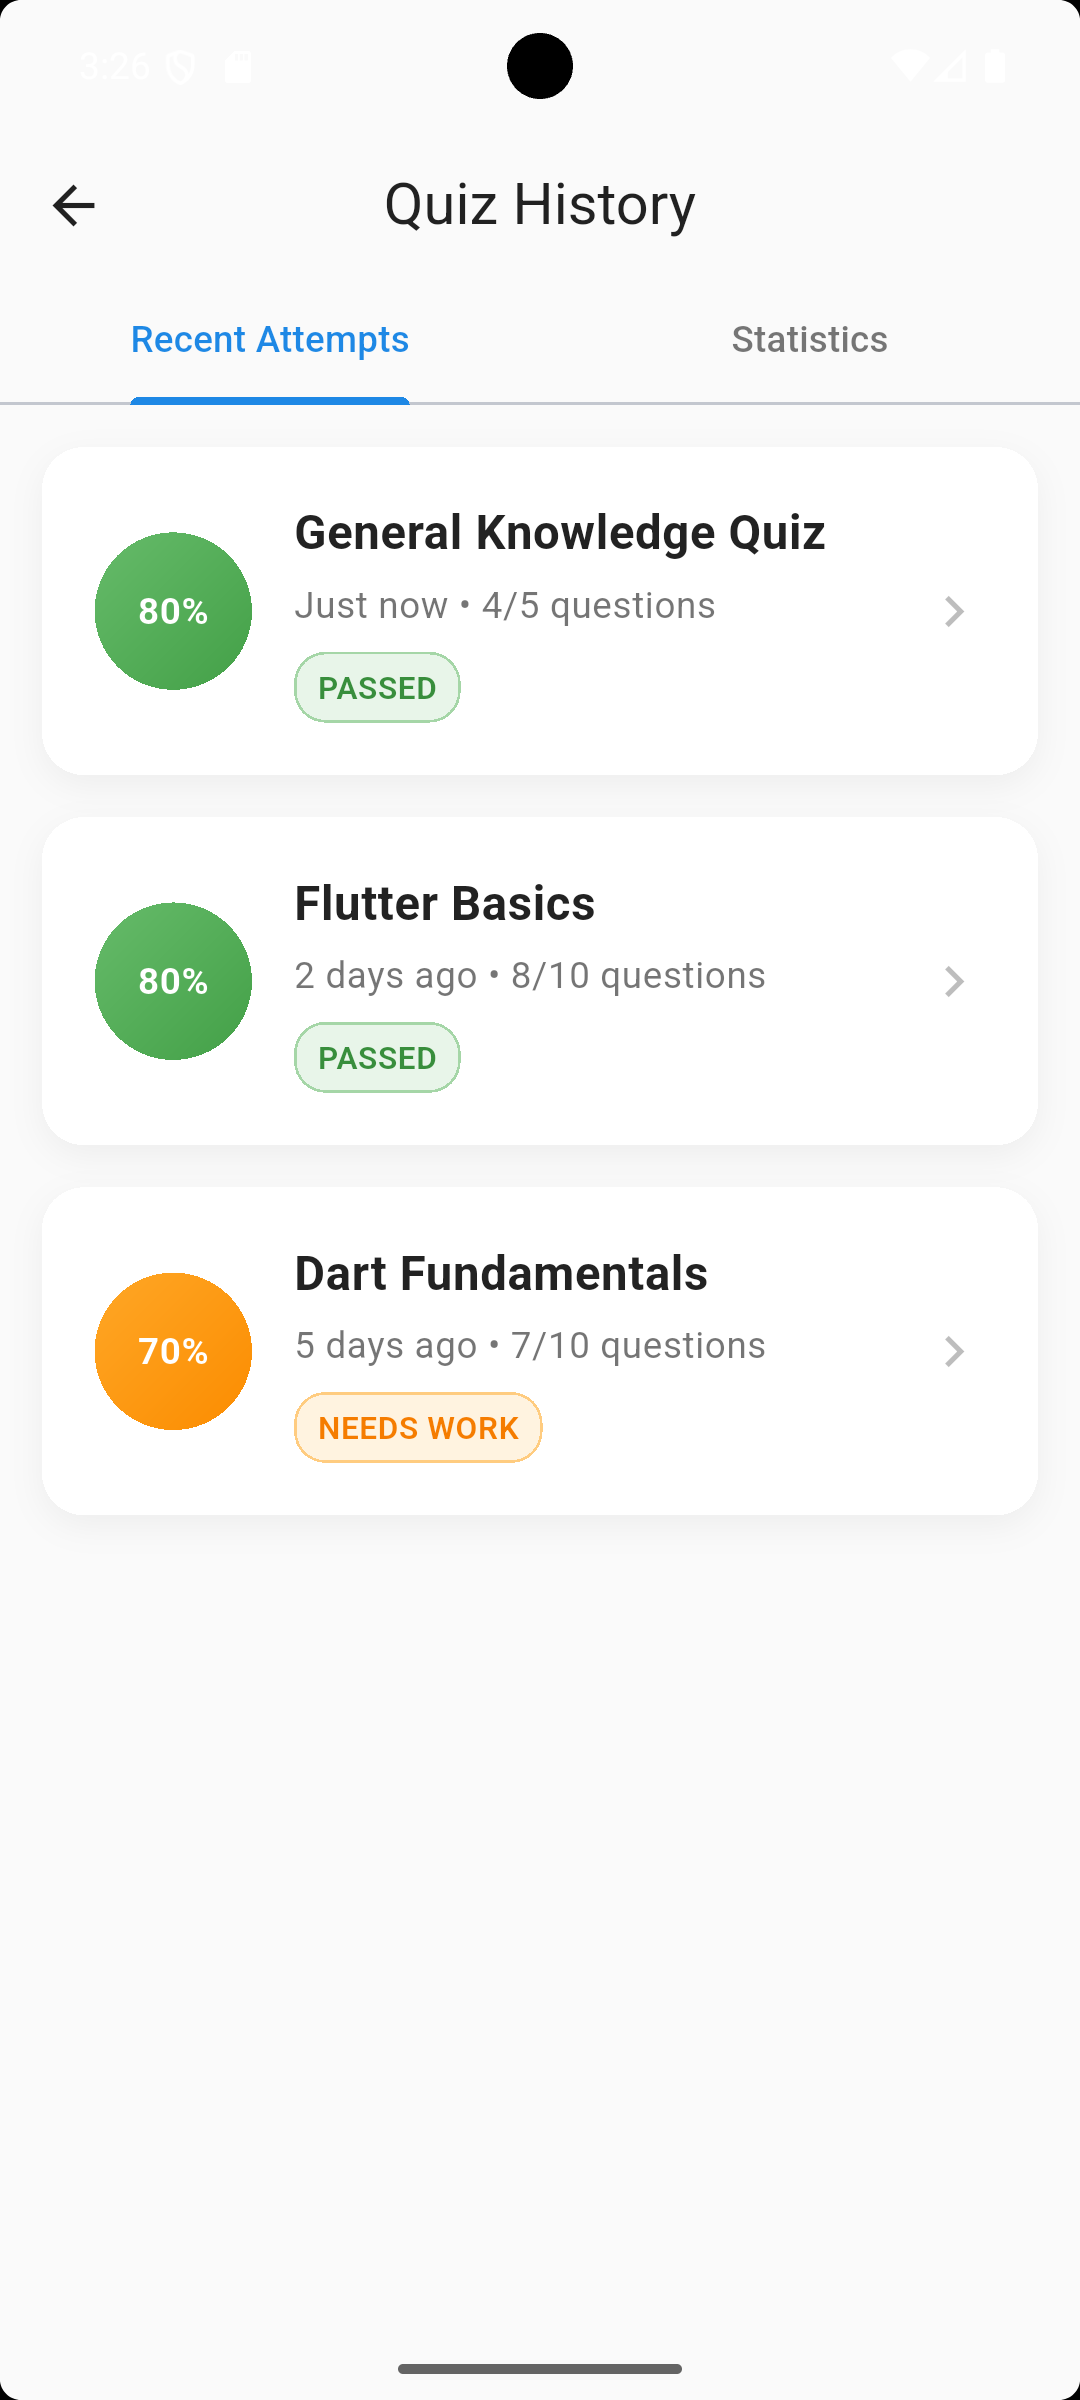 3:26
Quiz History
Recent Attempts
Statistics
General Knowledge Quiz
80%
Just now • 4/5 questions
PASSED
Flutter Basics
80%
2 days ago • 8/10 questions
PASSED
Dart Fundamentals
70%
5 days ago • 7/10 questions
NEEDS WORK